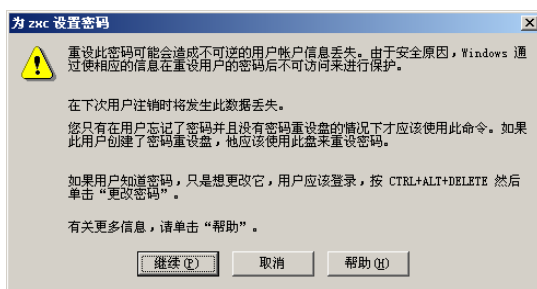 为 zxc 设置密码
重设此密码可能会造成不可逆的用户帐户信息丢失。由于安全原因，Windows 通
过使相应的信息在重设用户的密码后不可访问来进行保护。
在下次用户注销时将发生此数据丢失。
您只有在用户忘记了密码并且没有密码重设盘的情况下才应该使用此命令。如果
此用户创建了密码重设盘，他应该使用此盘来重设密码。
如果用户知道密码，只是想更改它，用户应该登录，按 CTRL+ALT+DELETE 然后
单击“更改密码”。
有关更多信息，请单击“帮助”。
继续(P) 取消 帮助(H)